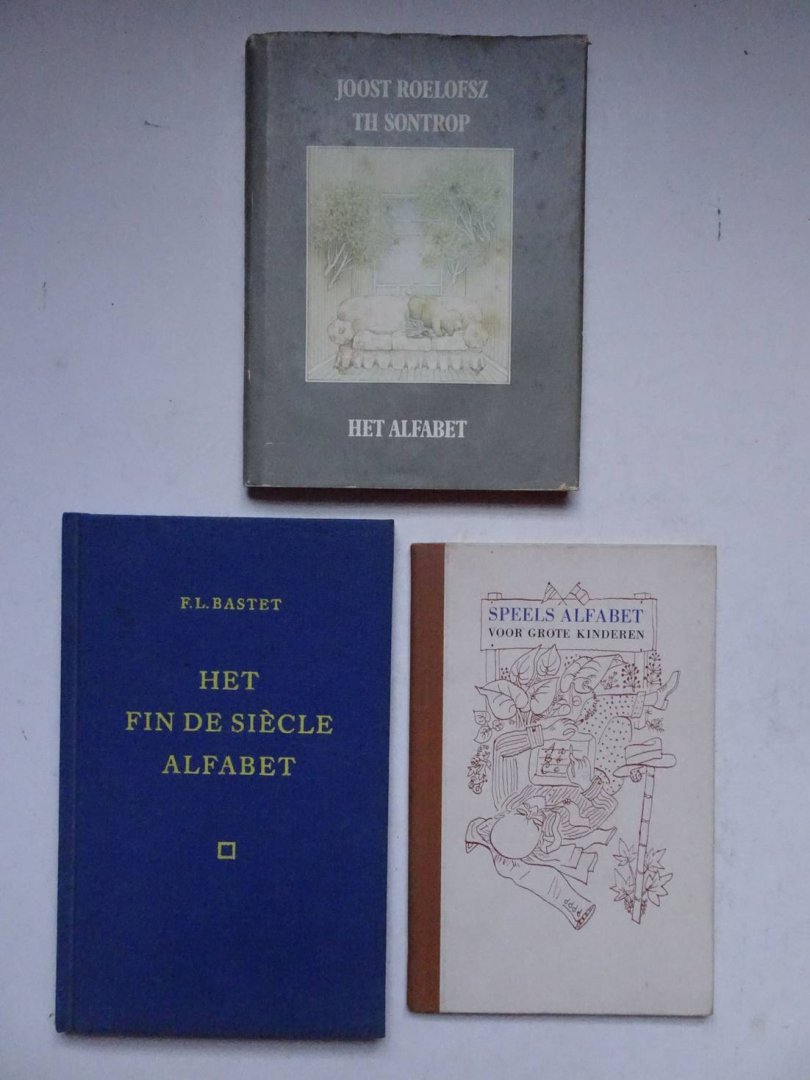 JOOST ROELOFSZ
TH SONTROP
HET ALFABET
F. L. BASTET
HET
FIN DE SIÈCLE
ALFABET
SPEELS ALFABET
VOOR GROTE KINDEREN